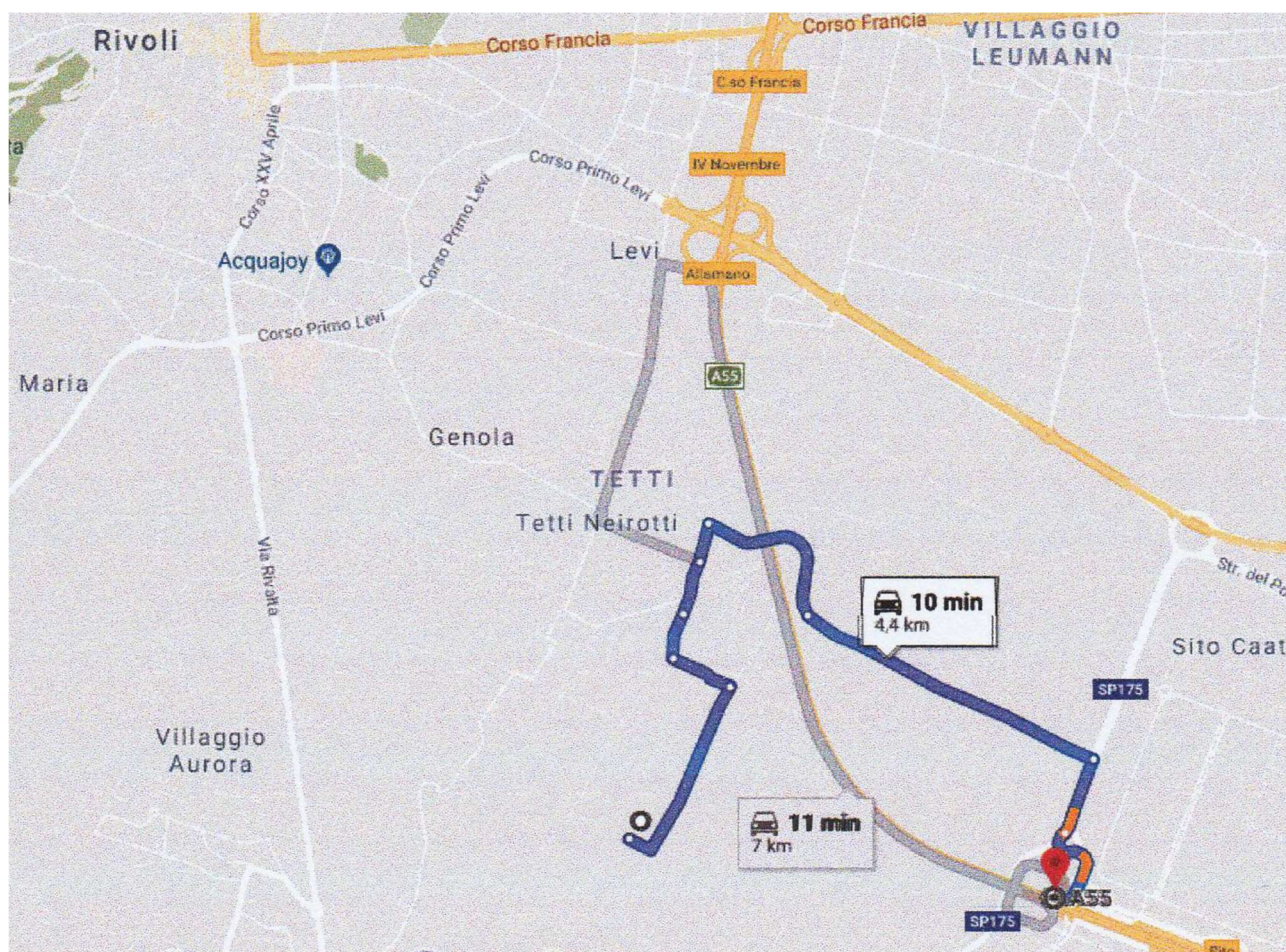 Rivoli
Corso Francia
Corso Francia
VILLAGGIO
LEUMANN
C.so Francia
ta
Corso XXV Aprile
IV Novembre
Corso Primo Levi
Corso Primo Levi
Levi
Acquajoy
Allamano
Corso Primo Levi
A55
Maria
Genola
TETTI
Tetti Neirotti
Via Rivalta
Str. del Po
10 min
4,4 km
Sito Caat
SP175
Villaggio
Aurora
11 min
7 km
A55
SP175
Sito